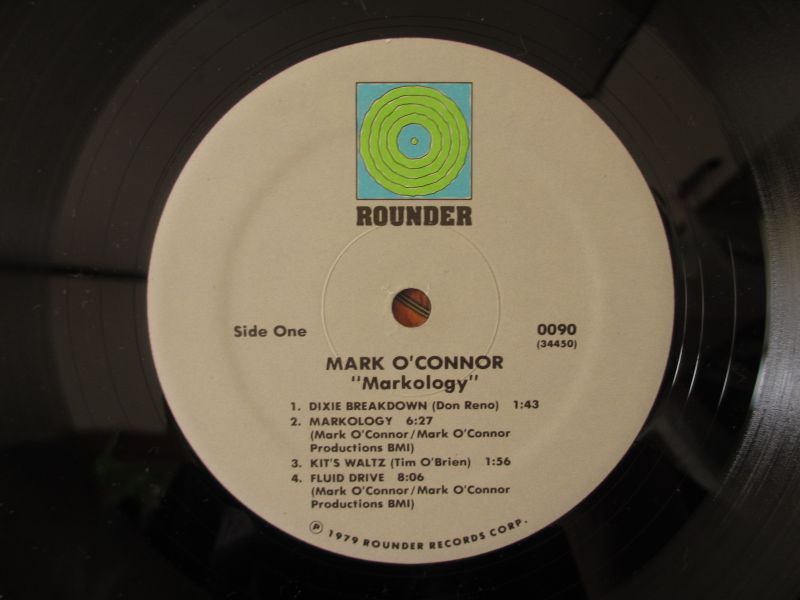 ROUNDER
Side One
0090
(34450)
MARK O'CONNOR
"Markology"
1. DIXIE BREAKDOWN (Don Reno) 1:43
2. MARKOLOGY 6:27
(Mark O'Connor/Mark O'Connor
Productions BMI)
3. KIT'S WALTZ (Tim O'Brien) 1:56
4. FLUID DRIVE 8:06
(Mark O'Connor/Mark O'Connor
Productions BMI)
℗ 1979 ROUNDER RECORDS CORP.